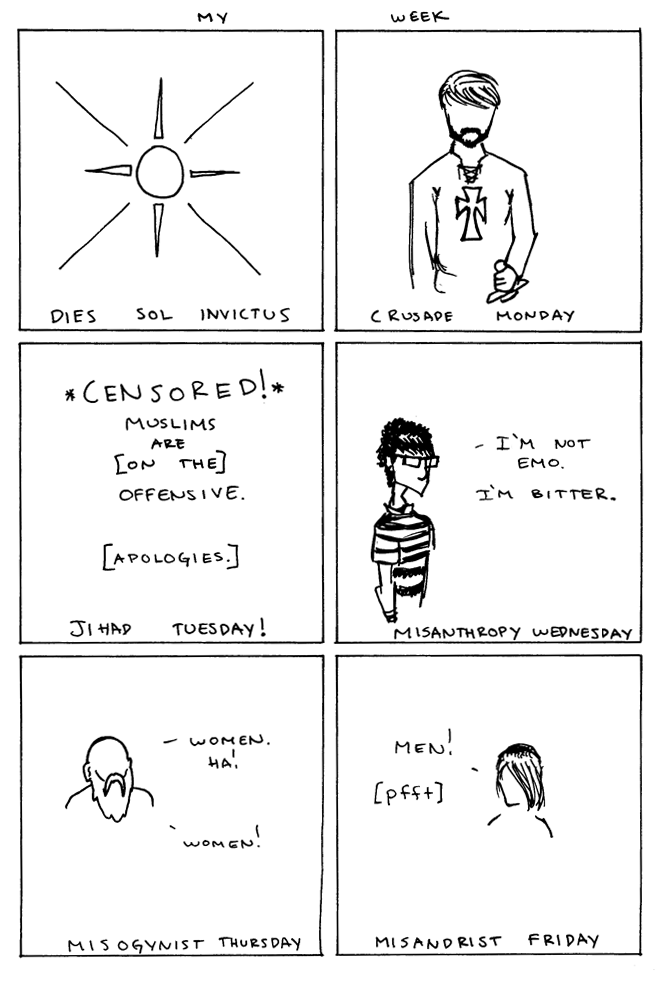 MY WEEK
DIES SOL INVICTUS
CRUSADE MONDAY
*CENSORED!*
MUSLIMS
ARE
[ON THE]
OFFENSIVE.
[APOLOGIES.]
JIHAD TUESDAY!
- I'M NOT
EMO.
I'M BITTER.
MISANTHROPY WEDNESDAY
- WOMEN.
HA!
WOMEN!
MISOGYNIST THURSDAY
MEN!
[pfft]
MISANDRIST FRIDAY